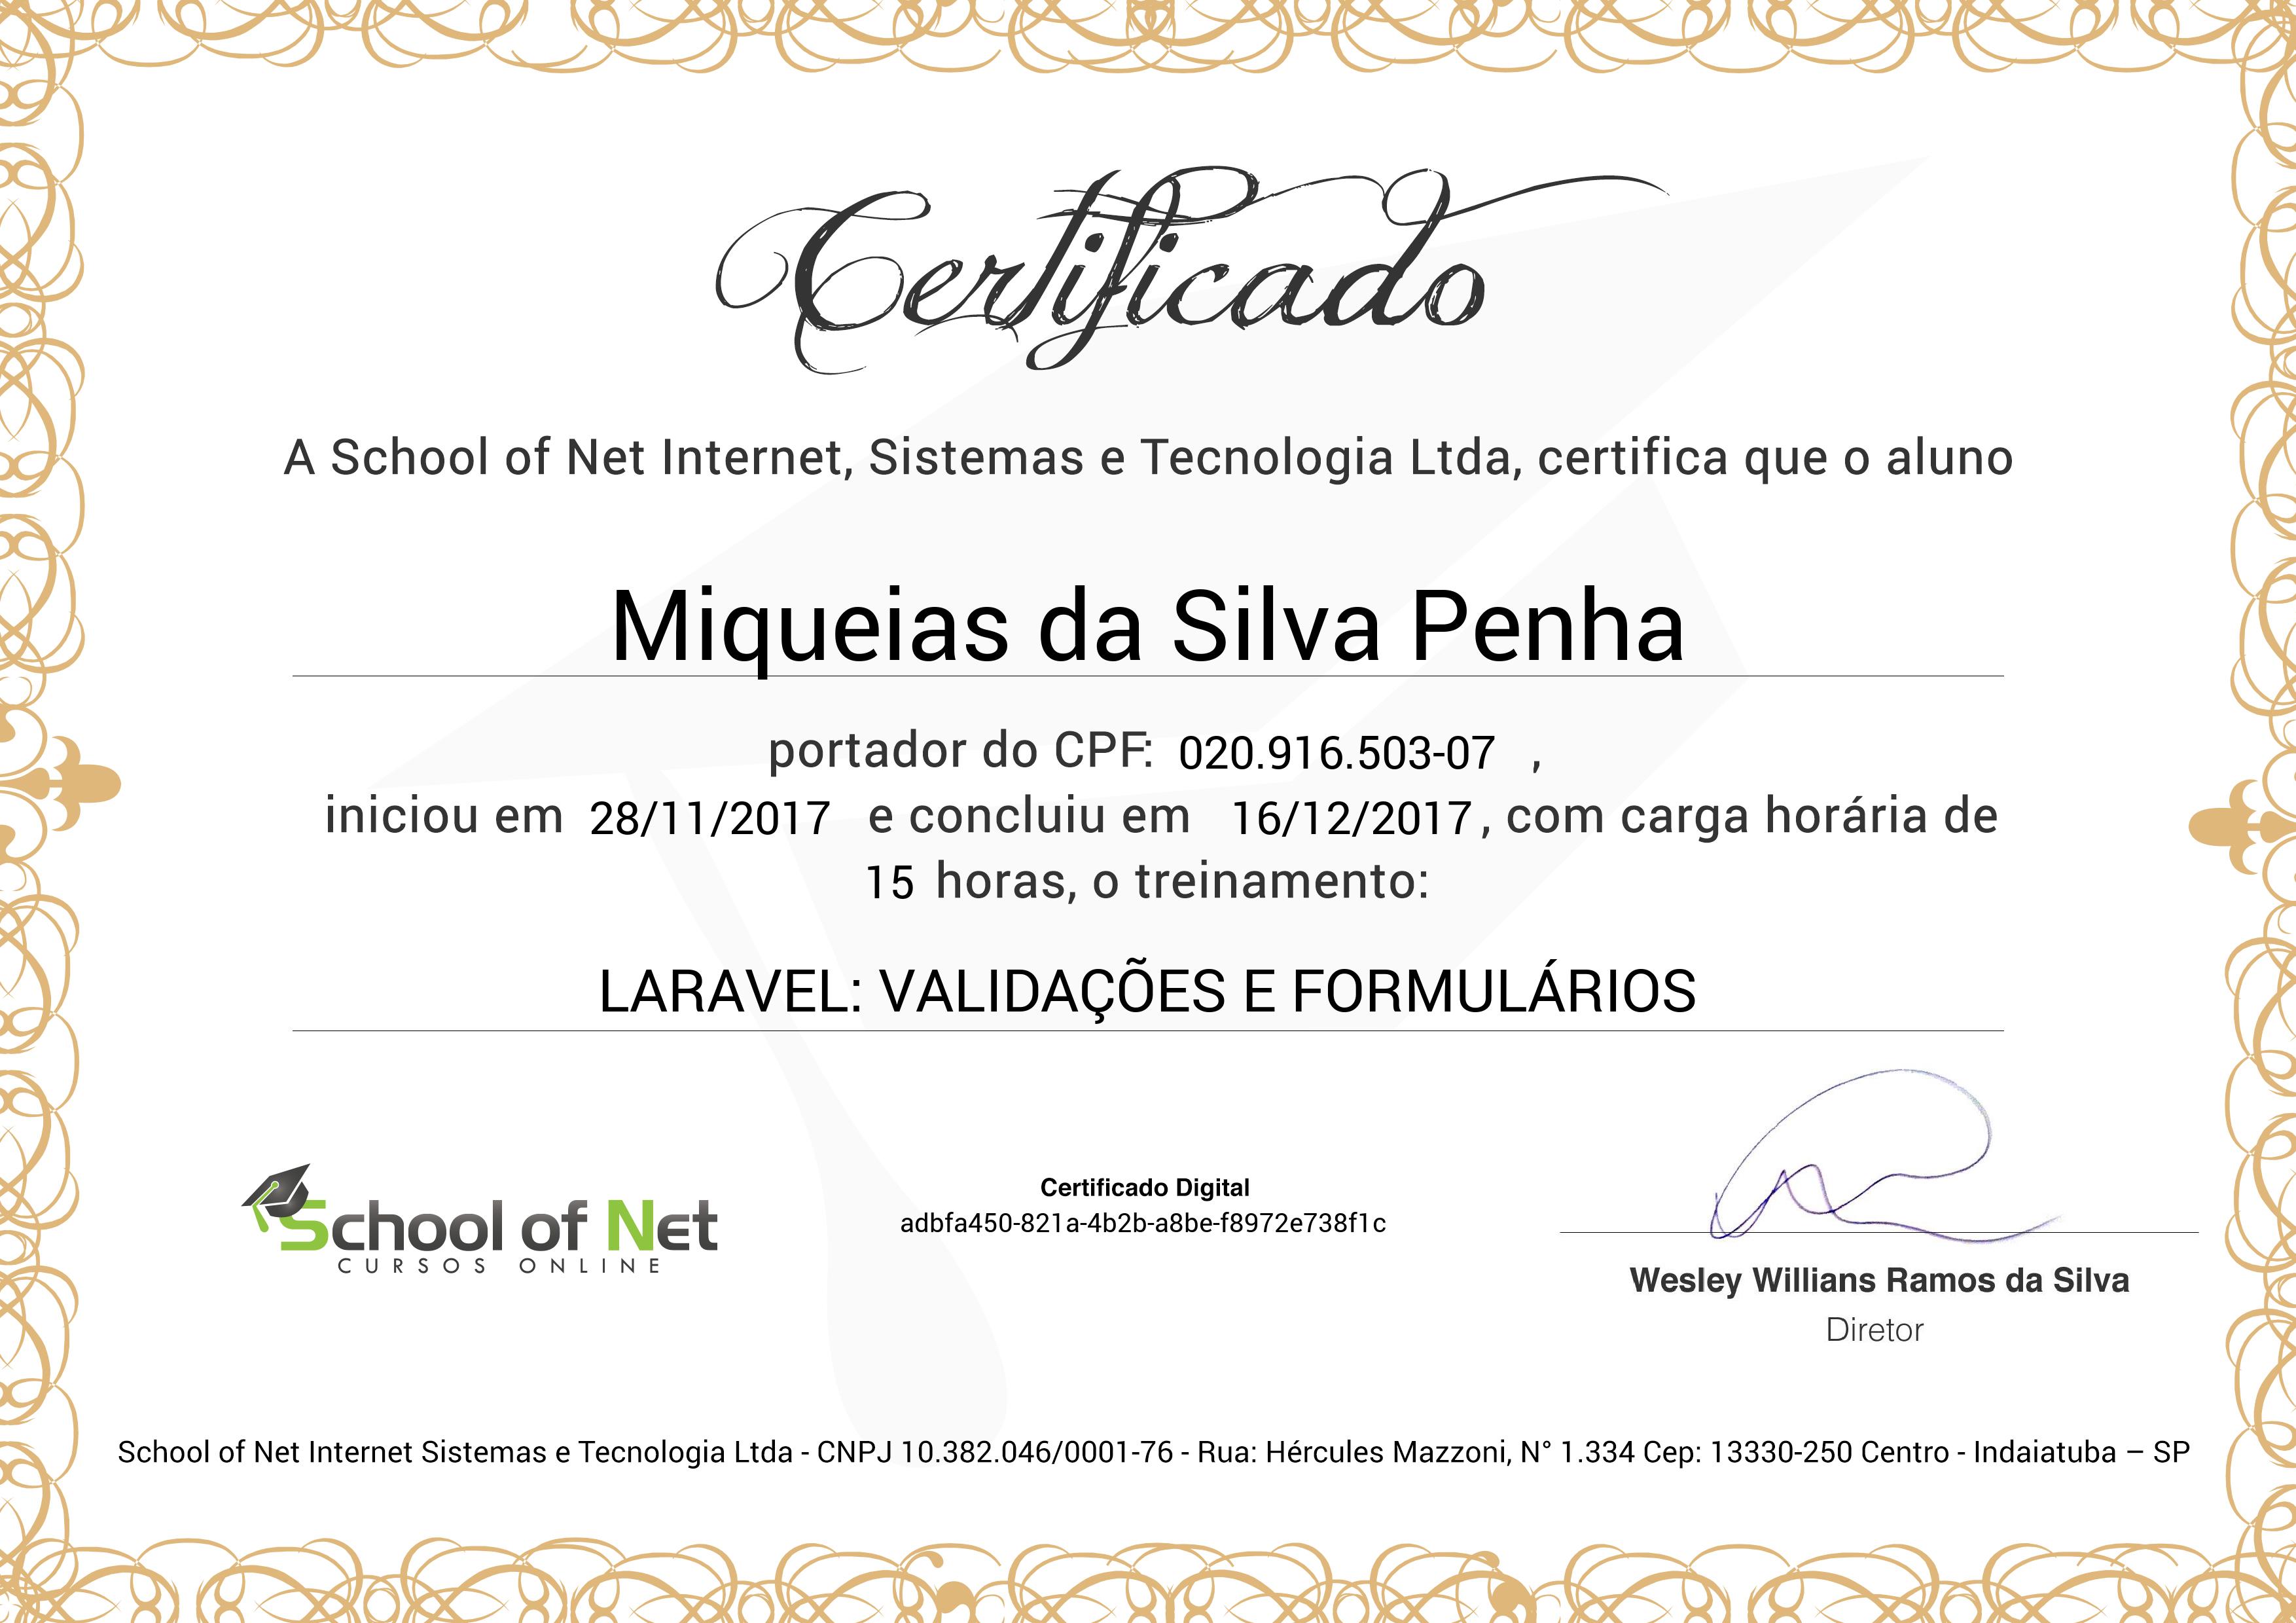 Certificado
A School of Net Internet, Sistemas e Tecnologia Ltda, certifica que o aluno
Miqueias da Silva Penha
portador do CPF: 020.916.503-07 ,
iniciou em 28/11/2017 e concluiu em 16/12/2017, com carga horária de
15 horas, o treinamento:
LARAVEL: VALIDAÇÕES E FORMULÁRIOS
School of Net
CURSOS ONLINE
Certificado Digital
adbfa450-821a-4b2b-a8be-f8972e738f1c
Wesley Willians Ramos da Silva
Diretor
School of Net Internet Sistemas e Tecnologia Ltda - CNPJ 10.382.046/0001-76 - Rua: Hércules Mazzoni, N° 1.334 Cep: 13330-250 Centro - Indaiatuba – SP